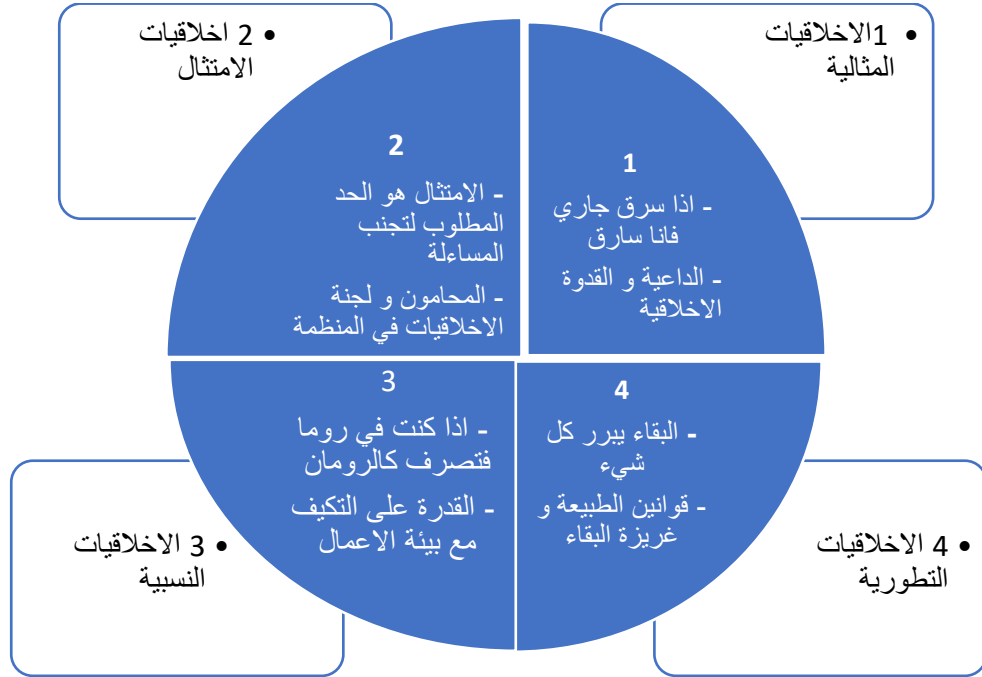 • 1الاخلاقيات
المثالية
1
- اذا سرق جاري
فانا سارق
- الداعية و القدوة
الاخلاقية
• 2 اخلاقيات
الامتثال
2
- الامتثال هو الحد
المطلوب لتجنب
المساءلة
- المحامون و لجنة
الاخلاقيات في المنظمة
• 3 الاخلاقيات
النسبية
3
- اذا كنت في روما
فتصرف كالرومان
- القدرة على التكيف
مع بيئة الاعمال
• 4 الاخلاقيات
التطورية
4
- البقاء يبرر كل
شيء
- قوانين الطبيعة و
غريزة البقاء